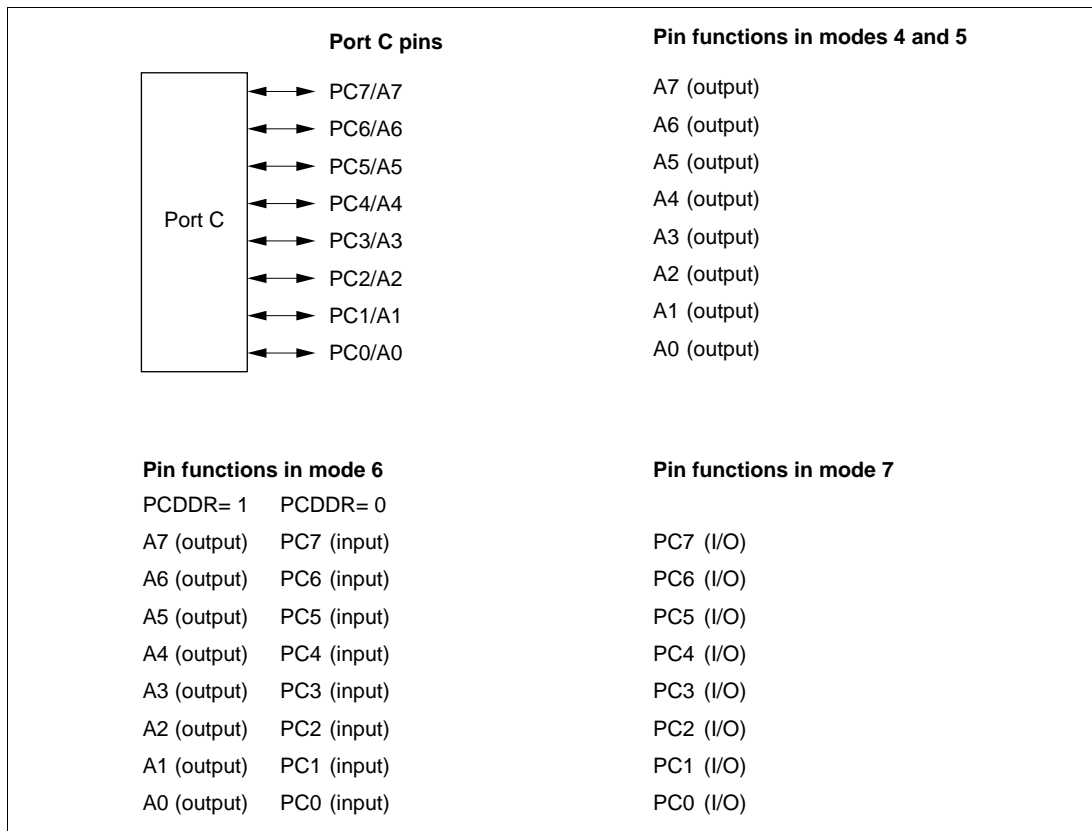 Port C pins
Pin functions in modes 4 and 5
Port C
PC7/A7
A7 (output)
PC6/A6
A6 (output)
PC5/A5
A5 (output)
PC4/A4
A4 (output)
PC3/A3
A3 (output)
PC2/A2
A2 (output)
PC1/A1
A1 (output)
PC0/A0
A0 (output)
Pin functions in mode 6
PCDDR= 1 PCDDR= 0
A7 (output) PC7 (input)
A6 (output) PC6 (input)
A5 (output) PC5 (input)
A4 (output) PC4 (input)
A3 (output) PC3 (input)
A2 (output) PC2 (input)
A1 (output) PC1 (input)
A0 (output) PC0 (input)
Pin functions in mode 7
PC7 (I/O)
PC6 (I/O)
PC5 (I/O)
PC4 (I/O)
PC3 (I/O)
PC2 (I/O)
PC1 (I/O)
PC0 (I/O)